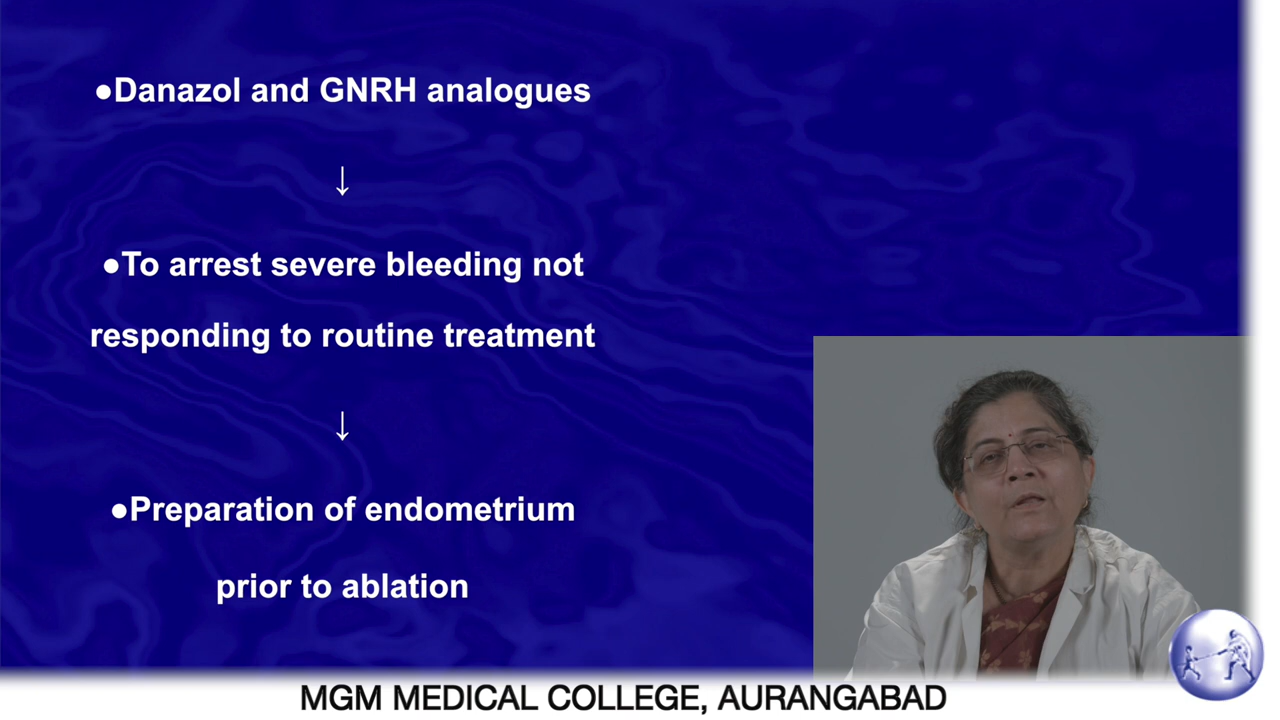 ●Danazol and GNRH analogues
↓
●To arrest severe bleeding not
responding to routine treatment
↓
●Preparation of endometrium
prior to ablation
MGM MEDICAL COLLEGE, AURANGABAD